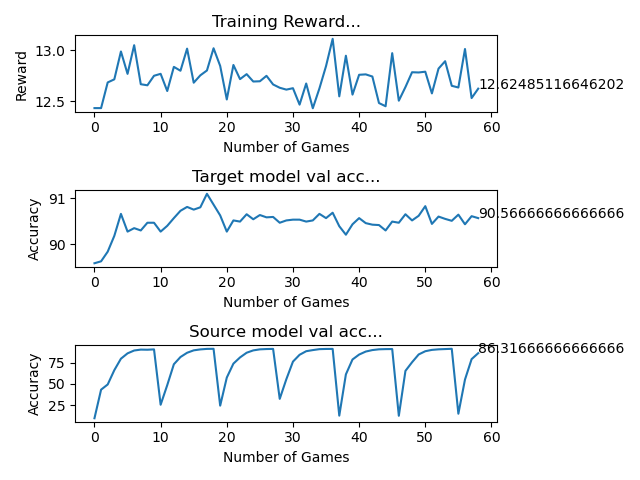 Training Reward...
Reward
13.0
12.5
12.62485116646202
0 10 20 30 40 50 60
Number of Games
Target model val acc...
Accuracy
91
90
90.56666666666666
0 10 20 30 40 50 60
Number of Games
Source model val acc...
Accuracy
75
50
25
86.31666666666666
0 10 20 30 40 50 60
Number of Games